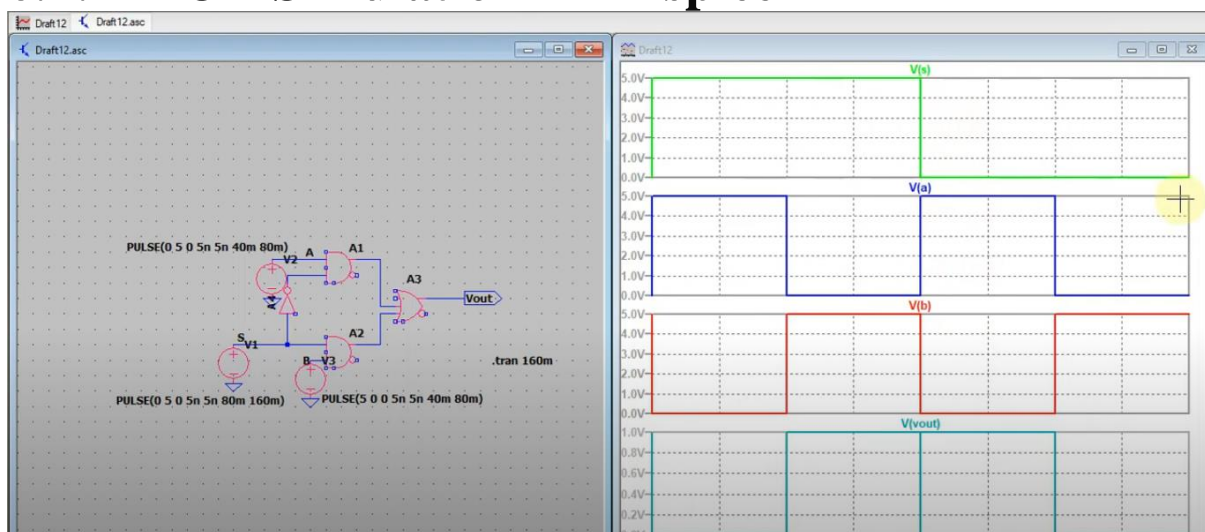 Draft12 Draft12.asc
Draft12.asc
PULSE(0 5 0 5n 5n 40m 80m)
V2
A
A1
A3
A4
Vout
S
V1
A2
B
V3
.tran 160m
PULSE(0 5 0 5n 5n 80m 160m)
PULSE(5 0 0 5n 5n 40m 80m)
Draft12
V(s)
5.0V
4.0V
3.0V
2.0V
1.0V
0.0V
V(a)
5.0V
4.0V
3.0V
2.0V
1.0V
0.0V
V(b)
5.0V
4.0V
3.0V
2.0V
1.0V
0.0V
V(vout)
1.0V
0.8V
0.6V
0.4V
0.2V